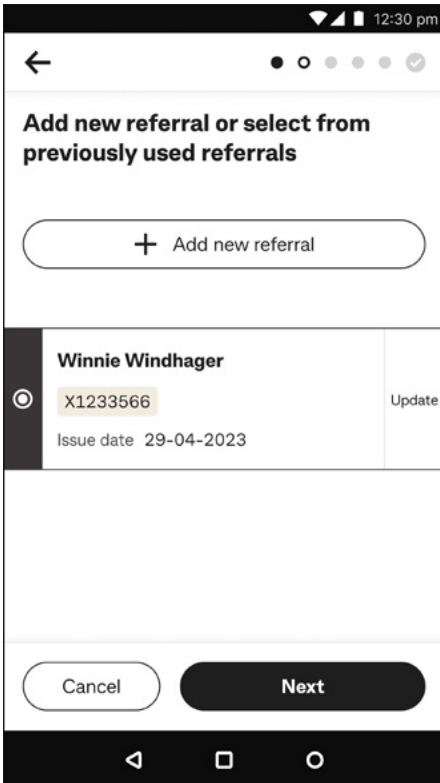 12:30 pm
Add new referral or select from
previously used referrals
+ Add new referral
Winnie Windhager
X1233566
Update
Issue date 29-04-2023
Cancel
Next